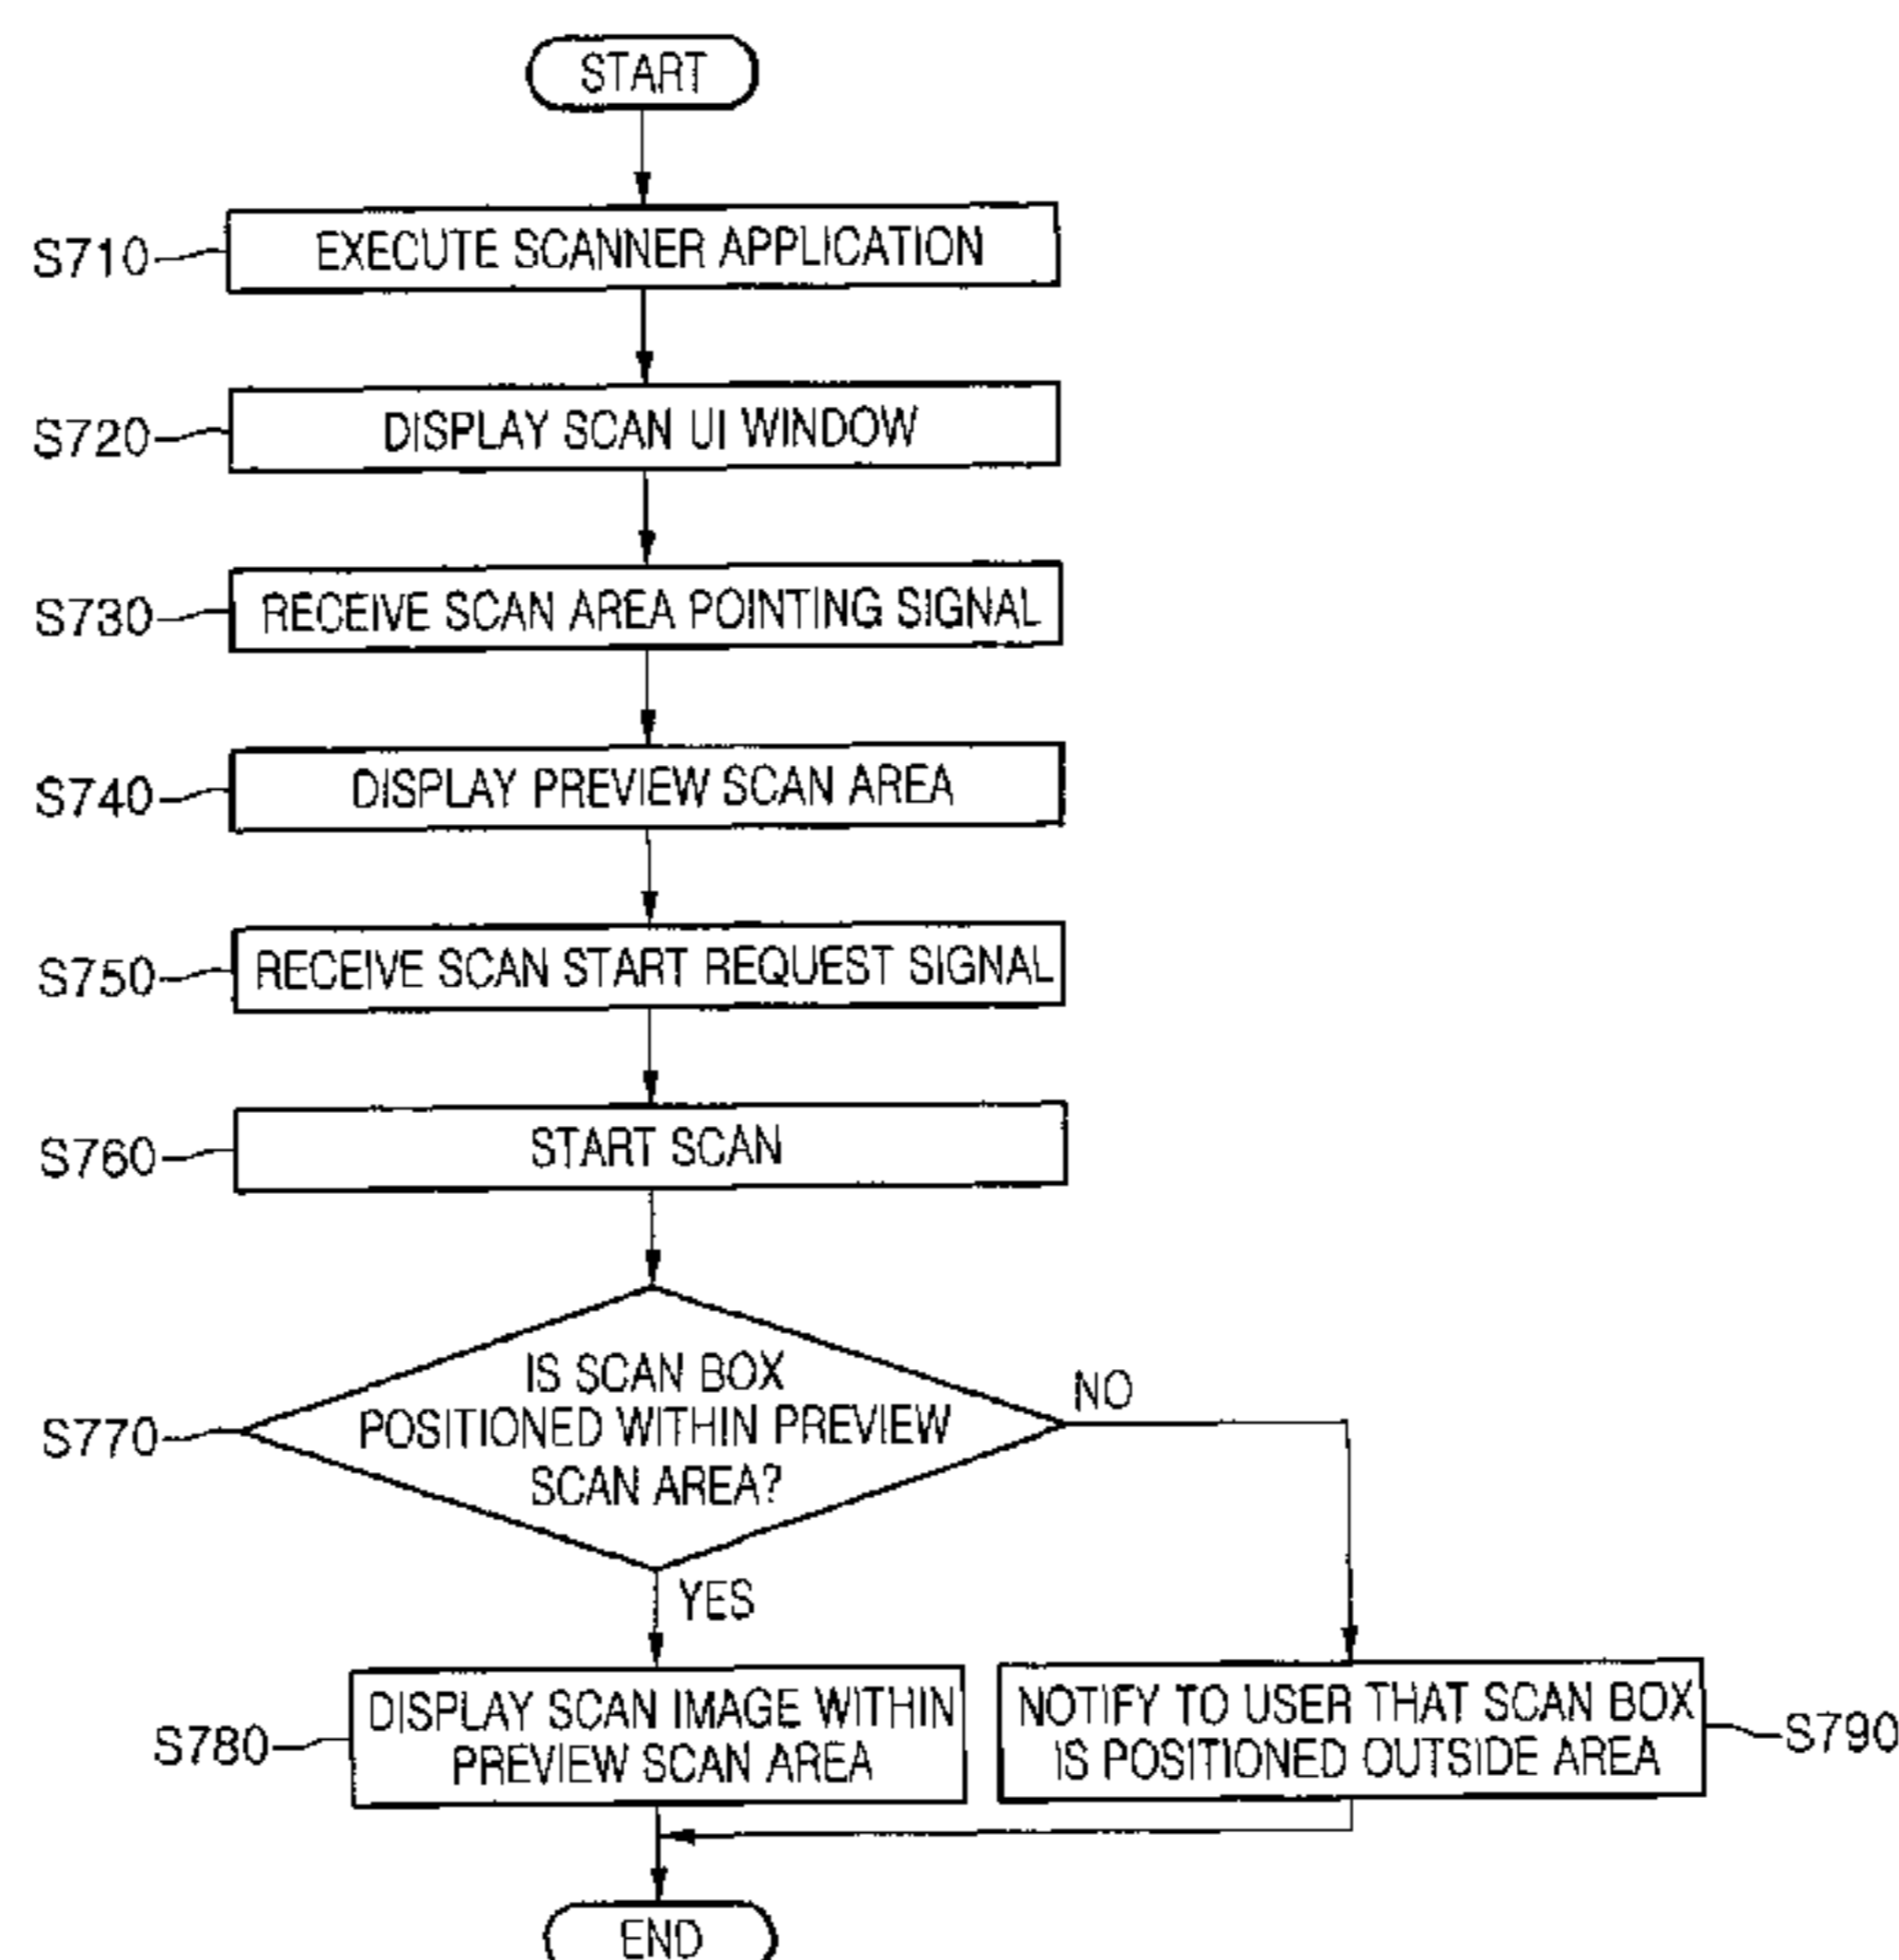 START
S710
EXECUTE SCANNER APPLICATION
S720
DISPLAY SCAN UI WINDOW
S730
RECEIVE SCAN AREA POINTING SIGNAL
S740
DISPLAY PREVIEW SCAN AREA
S750
RECEIVE SCAN START REQUEST SIGNAL
S760
START SCAN
S770
IS SCAN BOX
POSITIONED WITHIN PREVIEW
SCAN AREA?
NO
YES
S780
DISPLAY SCAN IMAGE WITHIN
PREVIEW SCAN AREA
NOTIFY TO USER THAT SCAN BOX
IS POSITIONED OUTSIDE AREA
S790
END